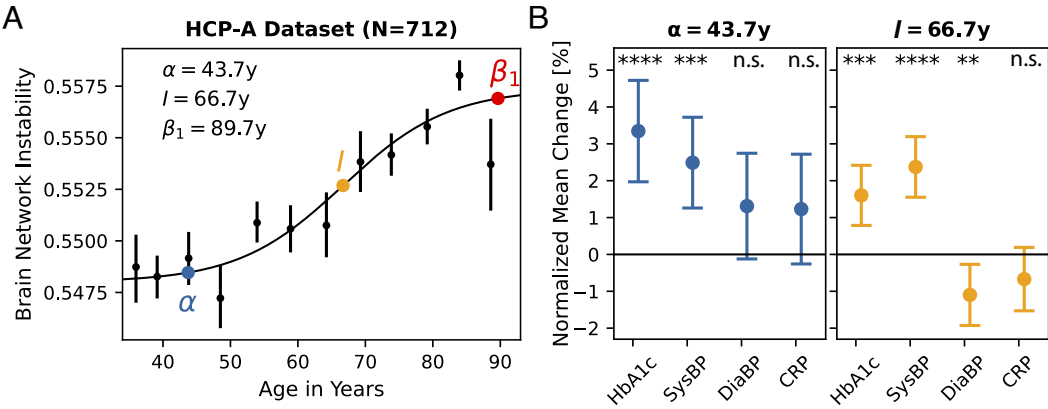 A
HCP-A Dataset (N=712)
α = 43.7y
I = 66.7y
β₁ = 89.7y
β₁
I
α
0.5575
0.5550
0.5525
0.5500
0.5475
Brain Network Instability
40 50 60 70 80 90
Age in Years
B
α = 43.7y
I = 66.7y
**** *** n.s. n.s.
*** **** ** n.s.
5
4
3
2
1
0
−1
−2
Normalized Mean Change [%]
HbA1c SysBP DiaBP CRP
HbA1c SysBP DiaBP CRP